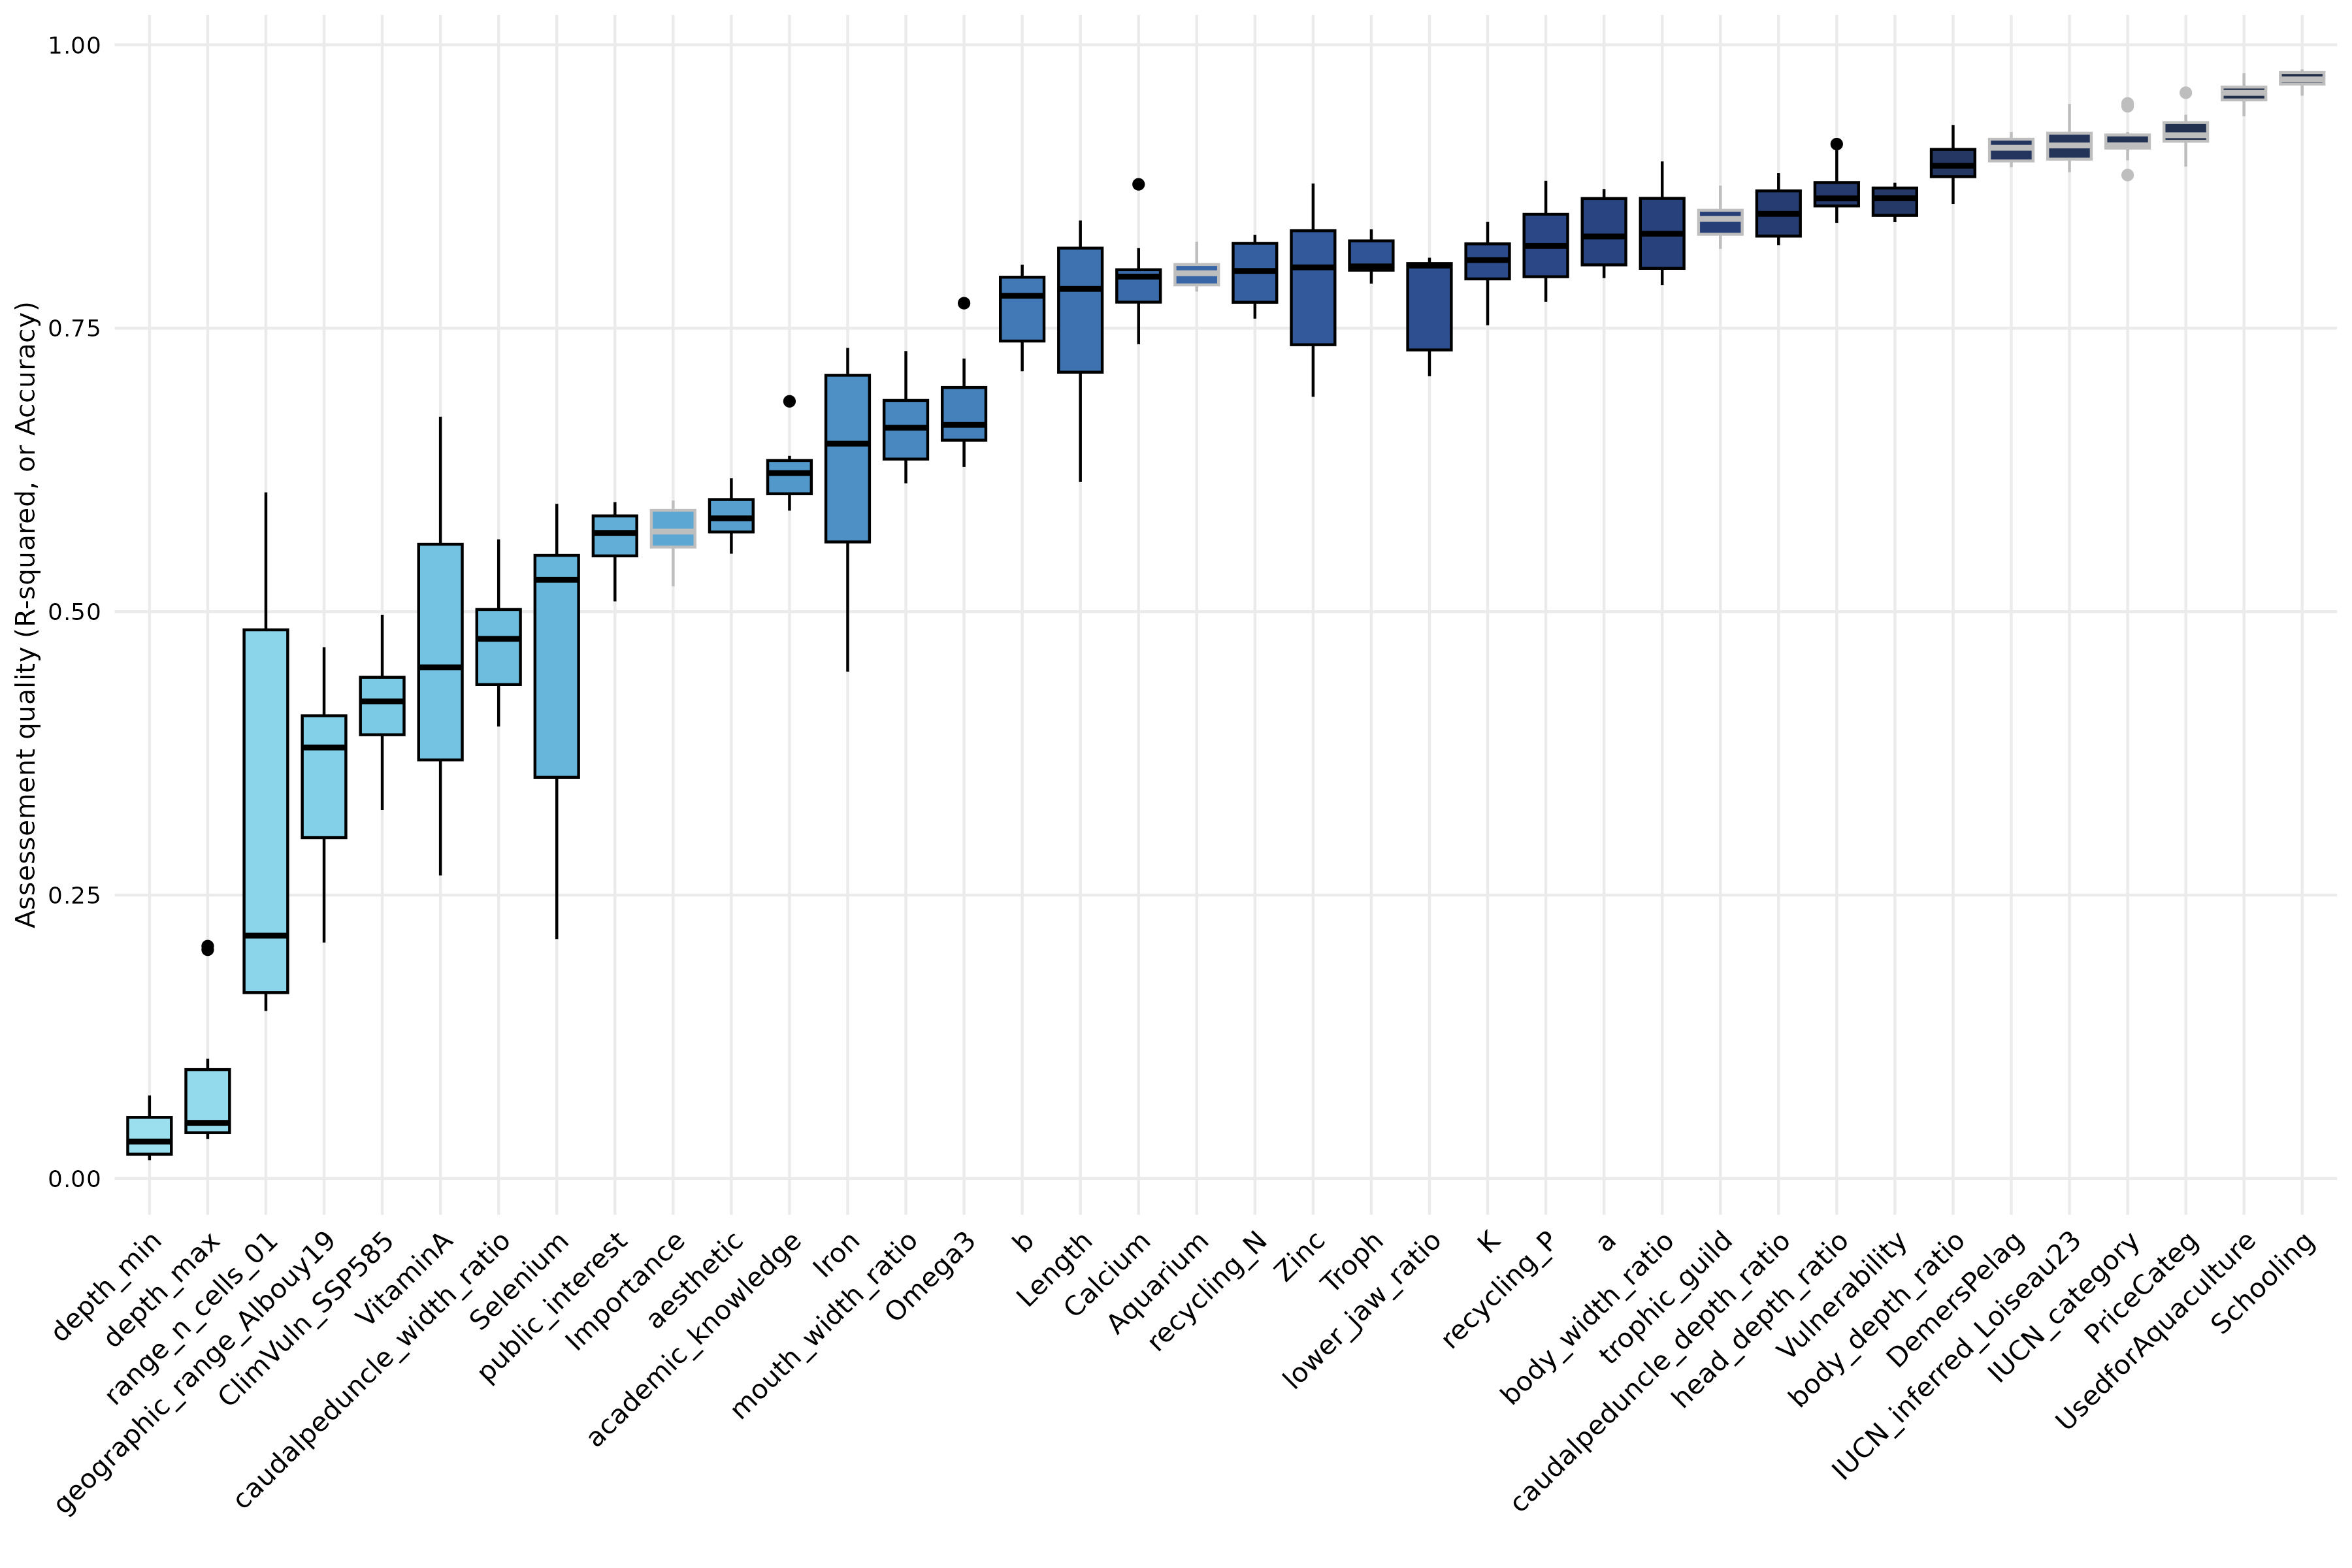 Assessement quality (R-squared, or Accuracy)
1.00
0.75
0.50
0.25
0.00
depth_min
depth_max
range_n_cells_01
geographic_range_Albouy19
ClimVuln_SSP585
VitaminA
caudalpeduncle_width_ratio
Selenium
public_interest
Importance
aesthetic
academic_knowledge
Iron
mouth_width_ratio
Omega3
b
Length
Calcium
Aquarium
recycling_N
Zinc
Troph
lower_jaw_ratio
K
recycling_P
a
body_width_ratio
trophic_guild
caudalpeduncle_depth_ratio
head_depth_ratio
Vulnerability
body_depth_ratio
DemersPelag
IUCN_inferred_Loiseau23
IUCN_category
PriceCateg
UsedforAquaculture
Schooling